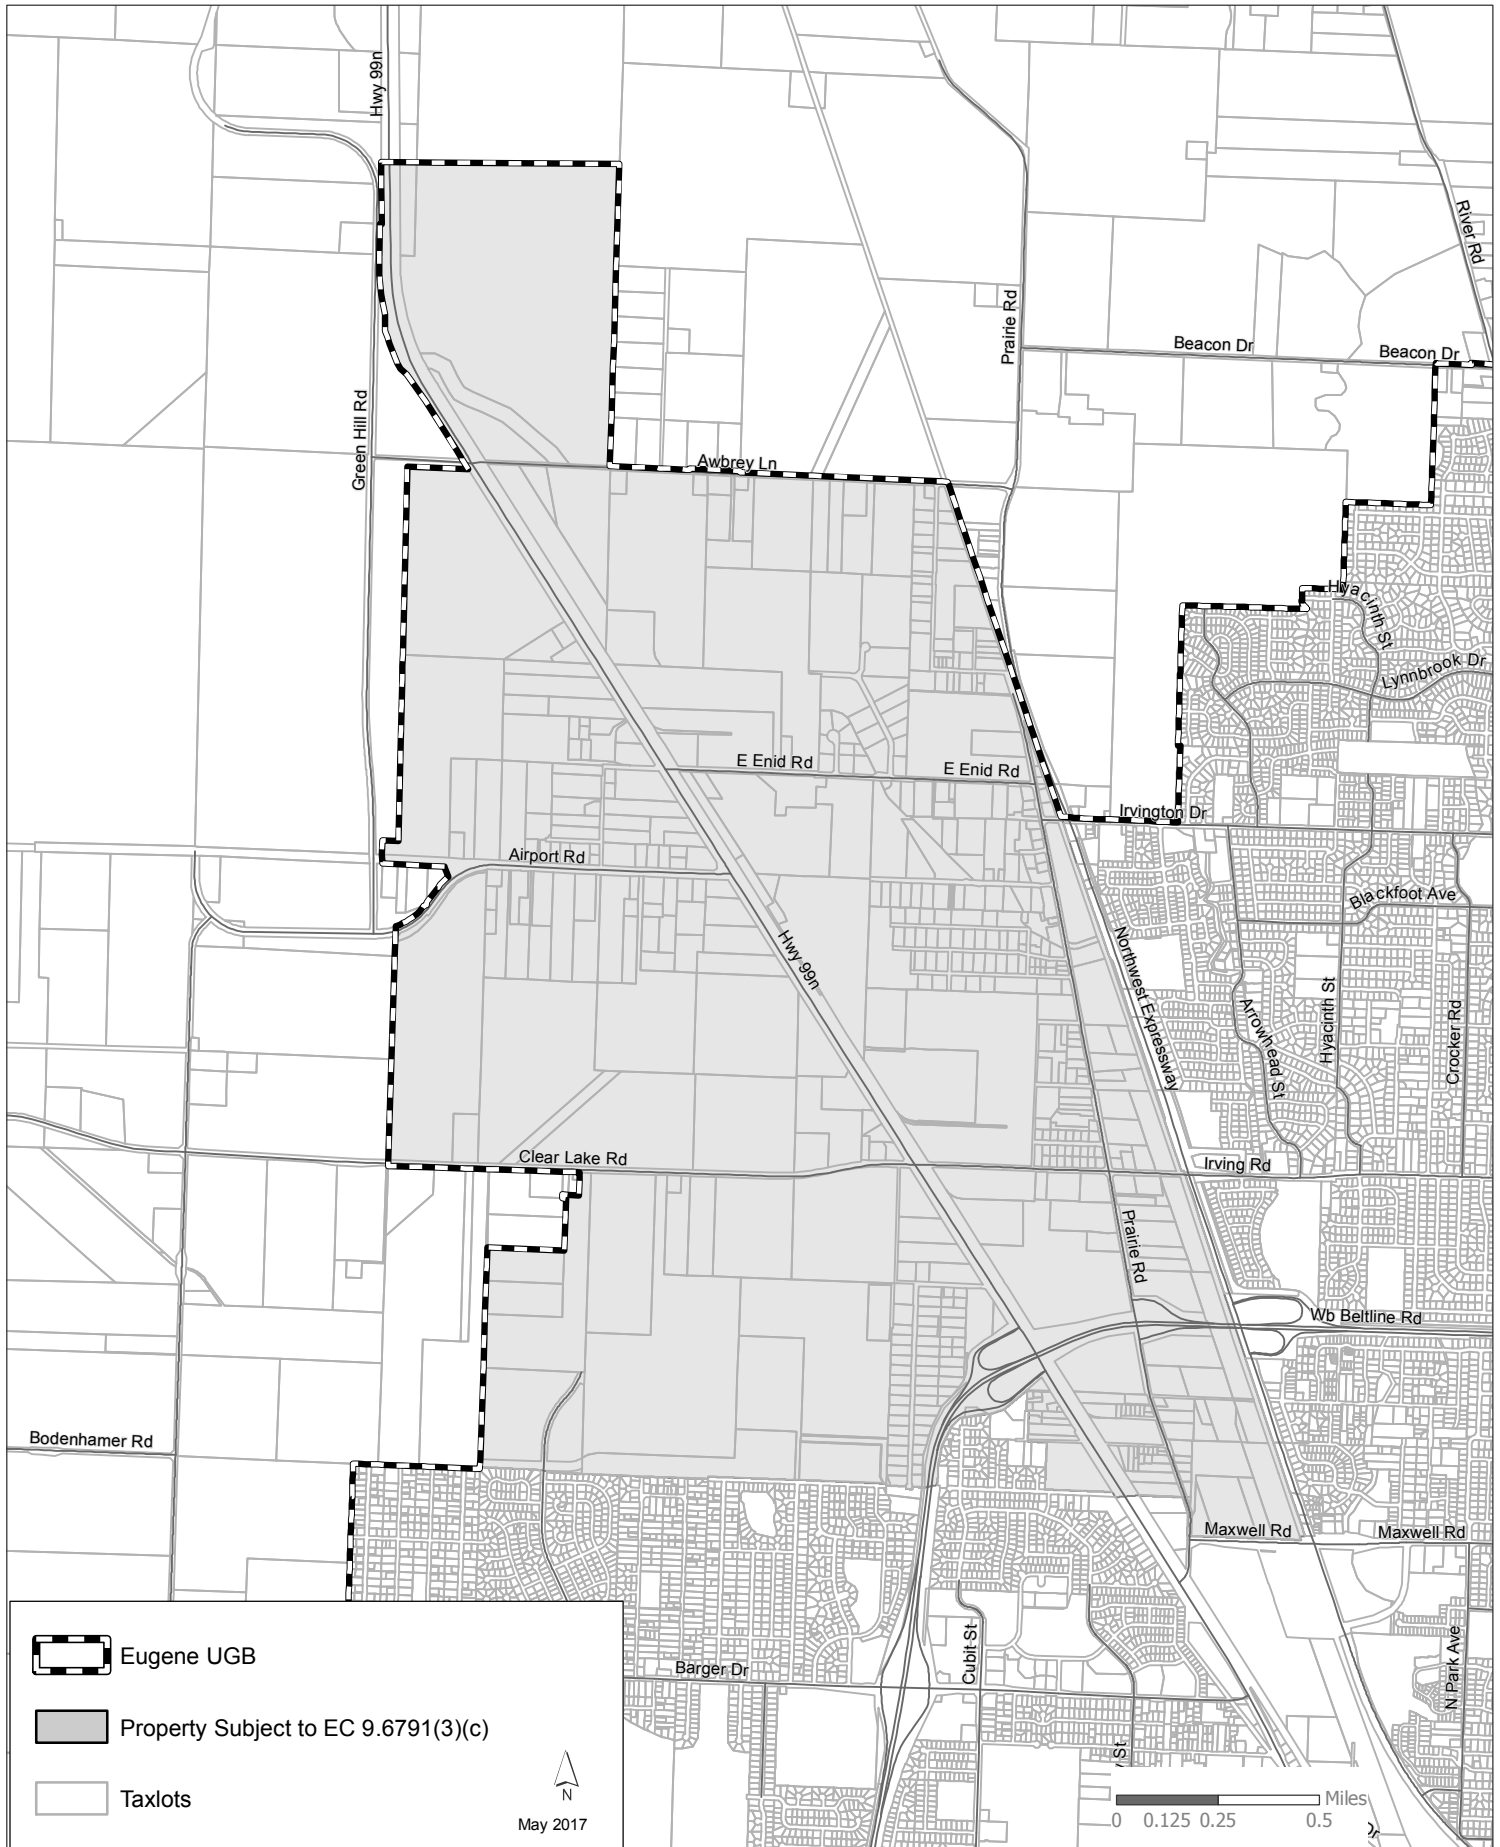 Hwy 99n
River Rd
Prairie Rd
Beacon Dr
Beacon Dr
Green Hill Rd
Awbrey Ln
Hyacinth St
Lynnbrook Dr
E Enid Rd
E Enid Rd
Irvington Dr
Airport Rd
Blackfoot Ave
Hwy 99n
Northwest Expressway
Arrowhead St
Hyacinth St
Crocker Rd
Clear Lake Rd
Irving Rd
Prairie Rd
Wb Beltline Rd
Bodenhamer Rd
Maxwell Rd
Maxwell Rd
Cubit St
N Park Ave
Barger Dr
St
Eugene UGB
Property Subject to EC 9.6791(3)(c)
Taxlots
N
May 2017
Miles
0 0.125 0.25 0.5
Dr